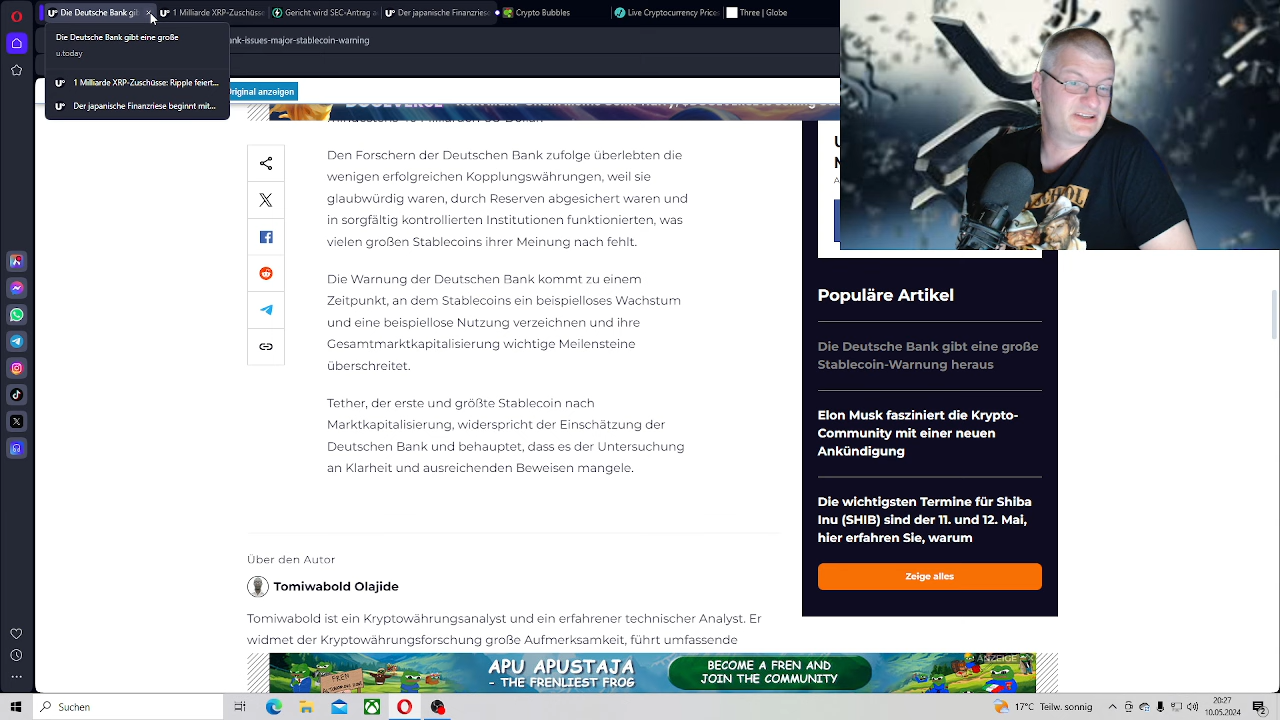 Die Deutsche Bank gibt
1 Milliarde XRP-Zuschüsse:
Gericht wird SEC-Antrag a
Der japanische Finanzries
Crypto Bubbles
Live Cryptocurrency Prices
Three | Globe
Die Deutsche Bank gibt eine große
u.today
1 Milliarde XRP-Zuschüsse: Ripple feiert...
Der japanische Finanzriese beginnt mit...
nk-issues-major-stablecoin-warning
riginal anzeigen
Den Forschern der Deutschen Bank zufolge überlebten die
wenigen erfolgreichen Kopplungswährungen, weil sie
glaubwürdig waren, durch Reserven abgesichert waren und
in sorgfältig kontrollierten Institutionen funktionierten, was
vielen großen Stablecoins ihrer Meinung nach fehlt.
Die Warnung der Deutschen Bank kommt zu einem
Zeitpunkt, an dem Stablecoins ein beispielloses Wachstum
und eine beispiellose Nutzung verzeichnen und ihre
Gesamtmarktkapitalisierung wichtige Meilensteine
überschreitet.
Tether, der erste und größte Stablecoin nach
Marktkapitalisierung, widerspricht der Einschätzung der
Deutschen Bank und behauptet, dass es der Untersuchung
an Klarheit und ausreichenden Beweisen mangele.
Über den Autor
Tomiwabold Olajide
Tomiwabold ist ein Kryptowährungsanalyst und ein erfahrener technischer Analyst. Er
widmet der Kryptowährungsforschung große Aufmerksamkeit, führt umfassende
Populäre Artikel
Die Deutsche Bank gibt eine große
Stablecoin-Warnung heraus
Elon Musk fasziniert die Krypto-
Community mit einer neuen
Ankündigung
Die wichtigsten Termine für Shiba
Inu (SHIB) sind der 11. und 12. Mai,
hier erfahren Sie, warum
Zeige alles
APU APUSTAJA
- THE FRENLIEST FROG
BECOME A FREN AND
JOIN THE COMMUNITY
ANZEIGE
Suchen
17°C Teilw. sonnig
20:27
10.05.2024